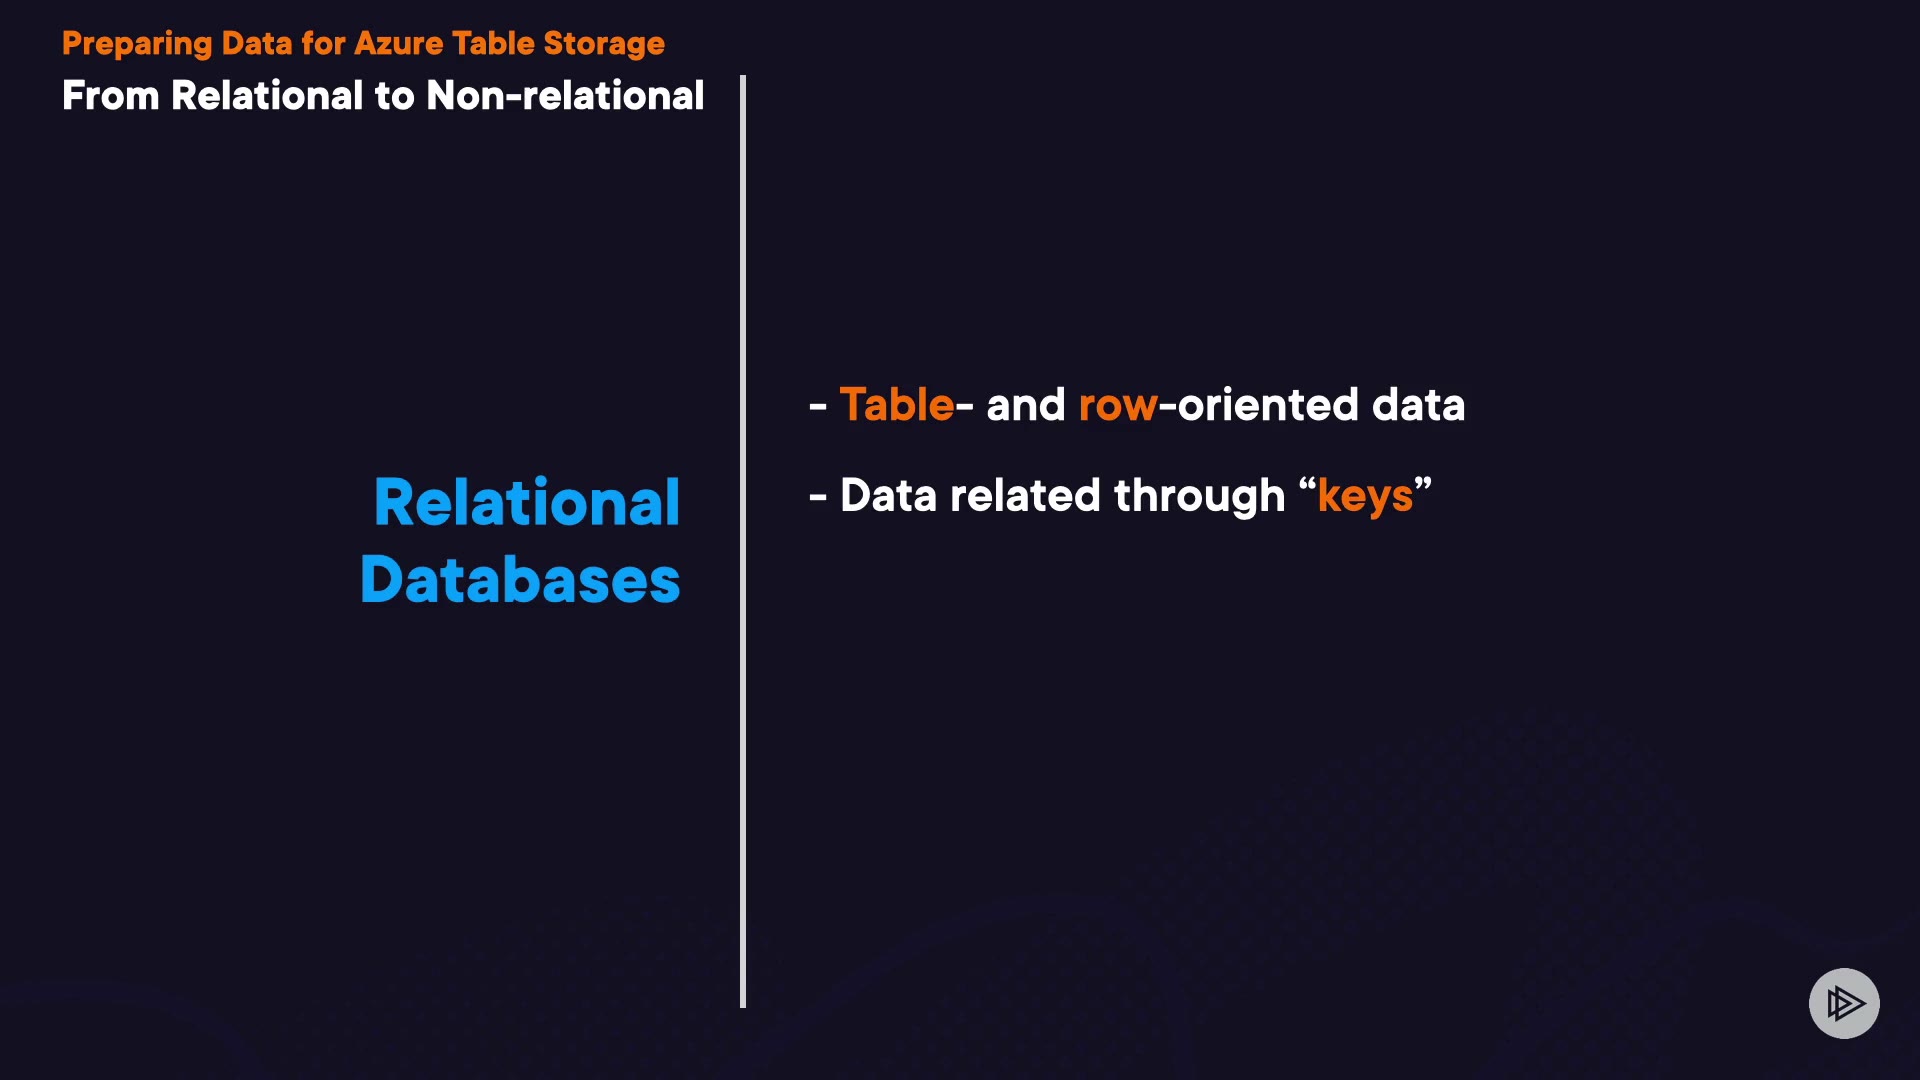 Preparing Data for Azure Table Storage
From Relational to Non-relational
Relational
Databases
- Table- and row-oriented data
- Data related through “keys”